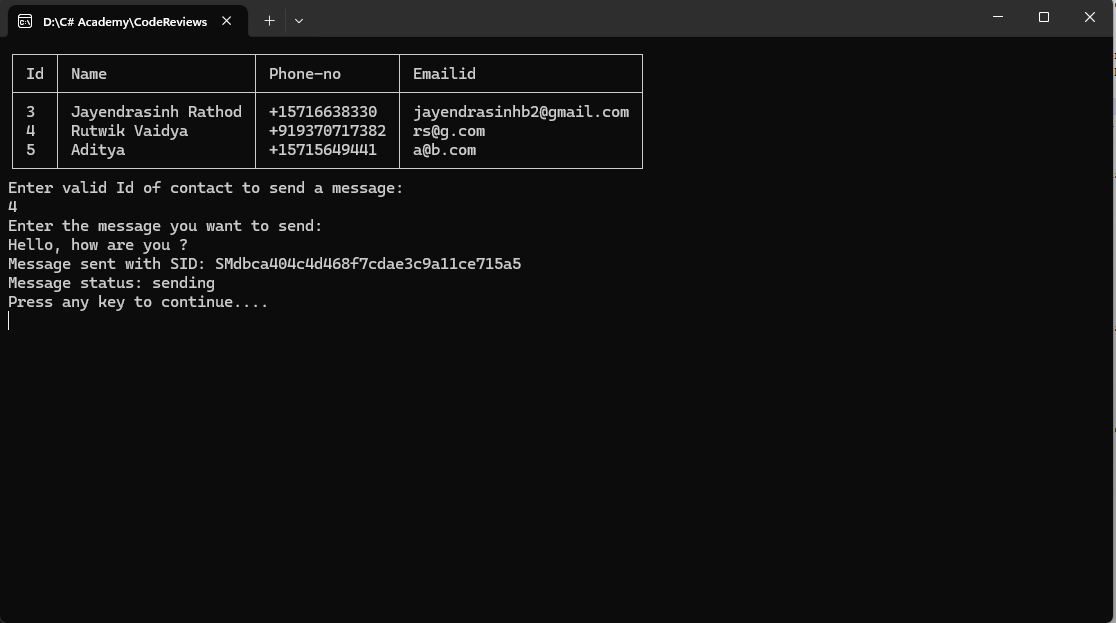 D:\C# Academy\CodeReviews
Id Name Phone-no Emailid
3 Jayendrasinh Rathod +15716638330 jayendrasinhb2@gmail.com
4 Rutwik Vaidya +919370717382 rs@g.com
5 Aditya +15715649441 a@b.com
Enter valid Id of contact to send a message:
4
Enter the message you want to send:
Hello, how are you ?
Message sent with SID: SMdbca404c4d468f7cdae3c9a11ce715a5
Message status: sending
Press any key to continue....